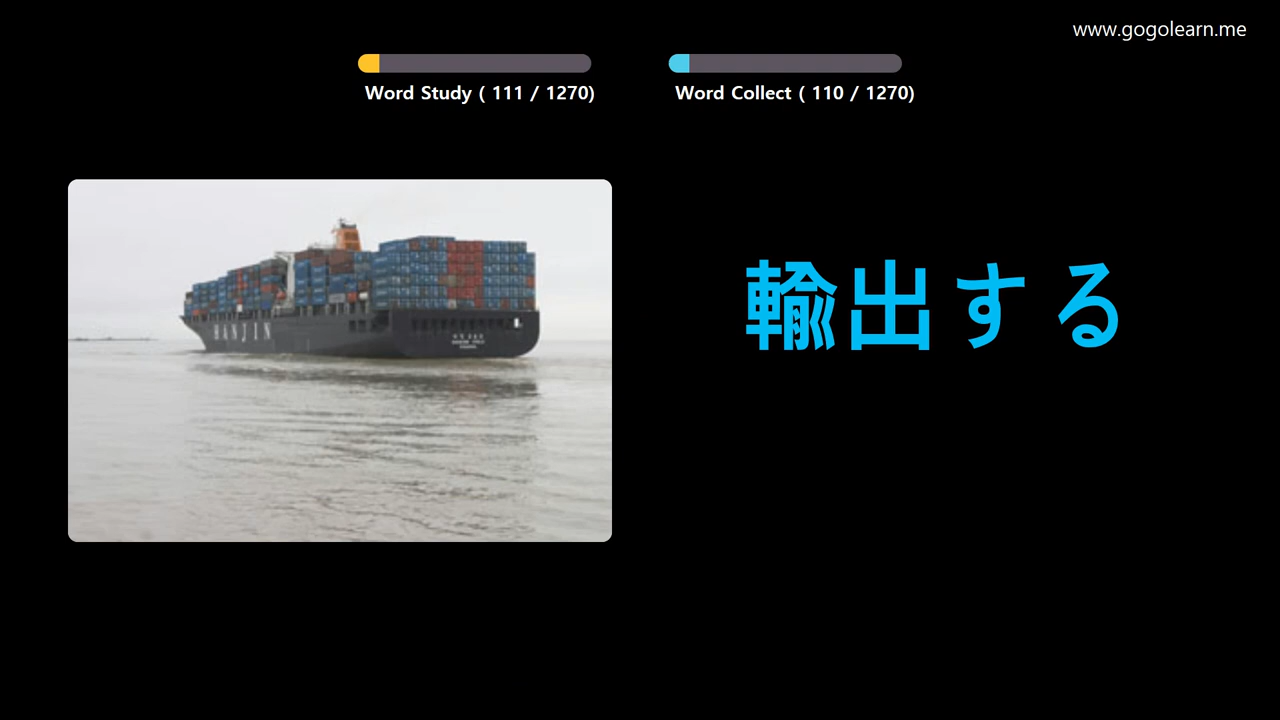 www.gogolearn.me
Word Study ( 111 / 1270)
Word Collect ( 110 / 1270)
輸出する
HANJIN